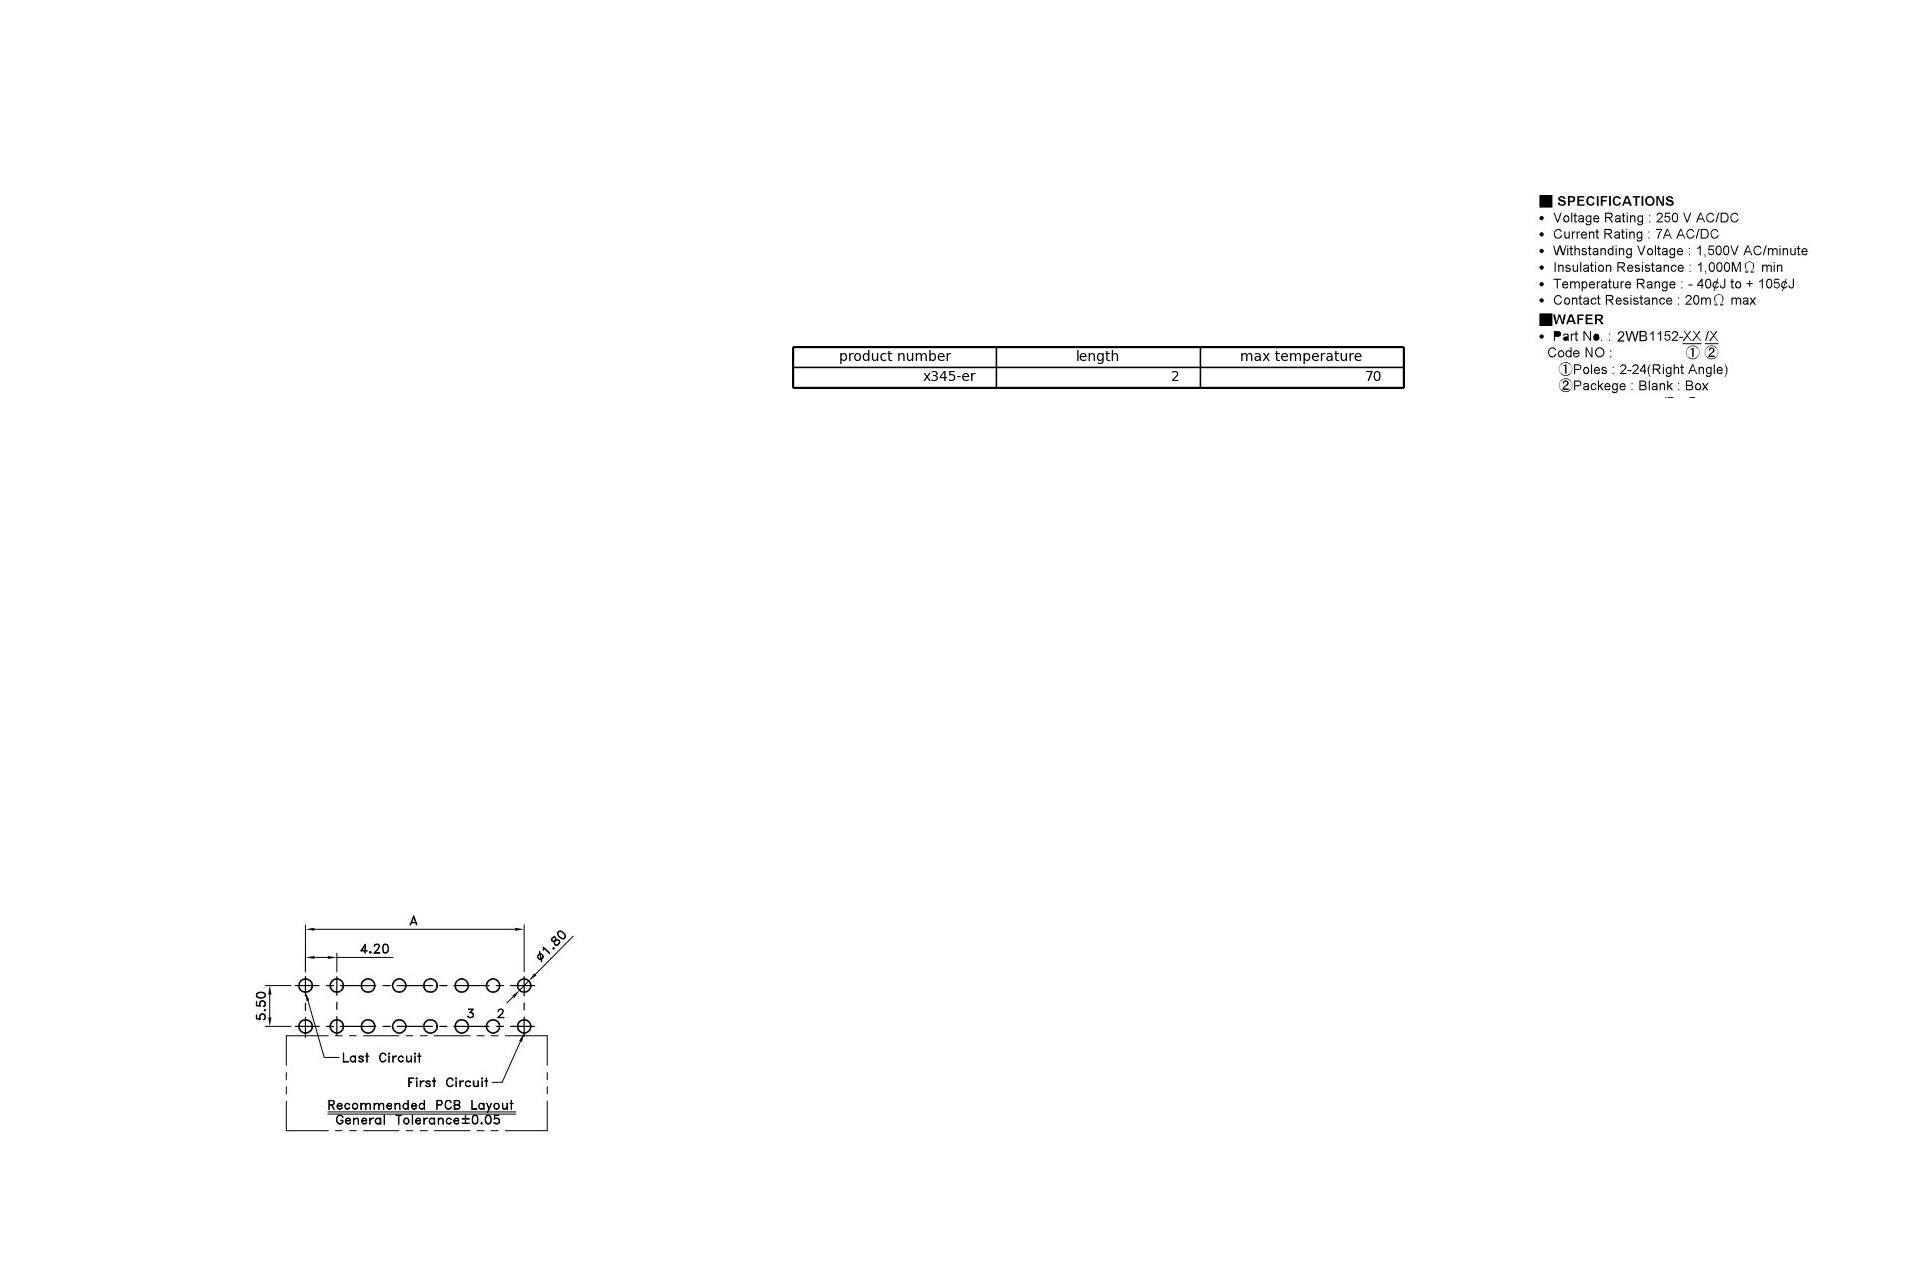 ■ SPECIFICATIONS
• Voltage Rating : 250 V AC/DC
• Current Rating : 7A AC/DC
• Withstanding Voltage : 1,500V AC/minute
• Insulation Resistance : 1,000MΩ min
• Temperature Range : - 40¢J to + 105¢J
• Contact Resistance : 20mΩ max
■WAFER
• Part No. : 2WB1152-XX /X
Code NO : ① ②
①Poles : 2-24(Right Angle)
②Packege : Blank : Box
product number length max temperature
x345-er 2 70
A
4.20
ø1.80
5.50
3 2
Last Circuit
First Circuit
Recommended PCB Layout
General Tolerance±0.05